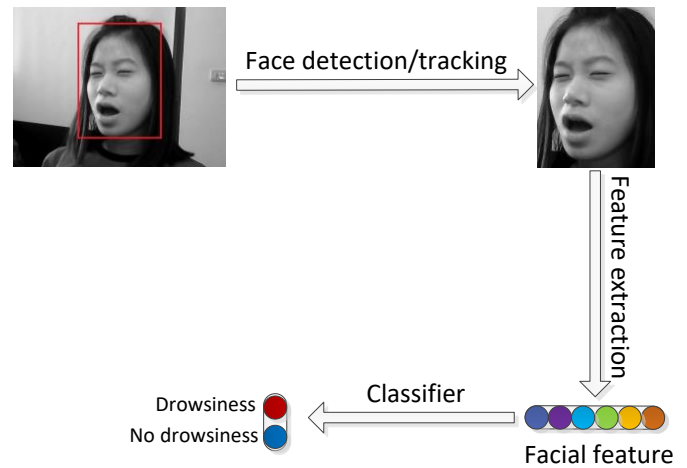 Face detection/tracking
Feature extraction
Classifier
Drowsiness
No drowsiness
Facial feature